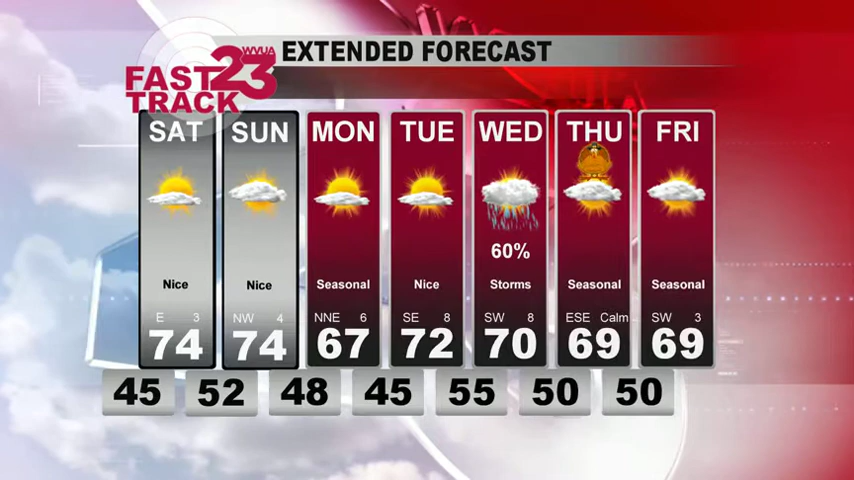 WVUA
23
FAST
TRACK
EXTENDED FORECAST
SAT SUN MON TUE WED THU FRI
60%
Nice Nice Seasonal Nice Storms Seasonal Seasonal
E 3 NW 4 NNE 6 SE 8 SW 8 ESE Calm SW 3
74 74 67 72 70 69 69
45 52 48 45 55 50 50